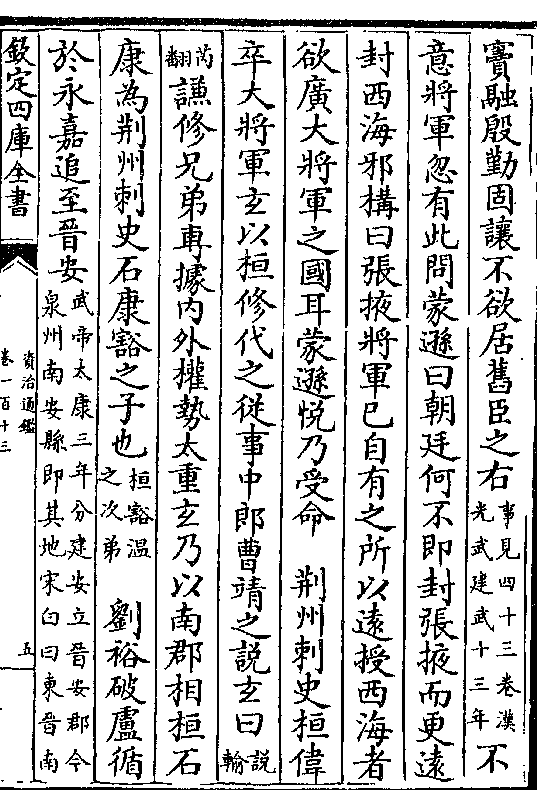 竇融殷勤固讓不欲居舊臣之右事見四十三卷漢光武建武十三年不
意將軍忽有此問蒙遜曰朝廷何不即封張掖而更遠
封西海邪構曰張掖將軍已自有之所以遠授西海者
欲廣大將軍之國耳蒙遜悦乃受命　荆州刺史桓偉
卒大將軍玄以桓修代之從事中郎曹靖之説玄曰説輸
芮翻謙修兄弟専據内外權勢太重玄乃以南郡相桓石
康為荆州刺史石康豁之子也桓豁溫之次弟　劉裕破盧循
於永嘉追至晉安武帝太康三年分建安立晉安郡今泉州南安縣即其地宋白曰東晉南
欽定四庫全書
資治通鑑
卷一百十三
五